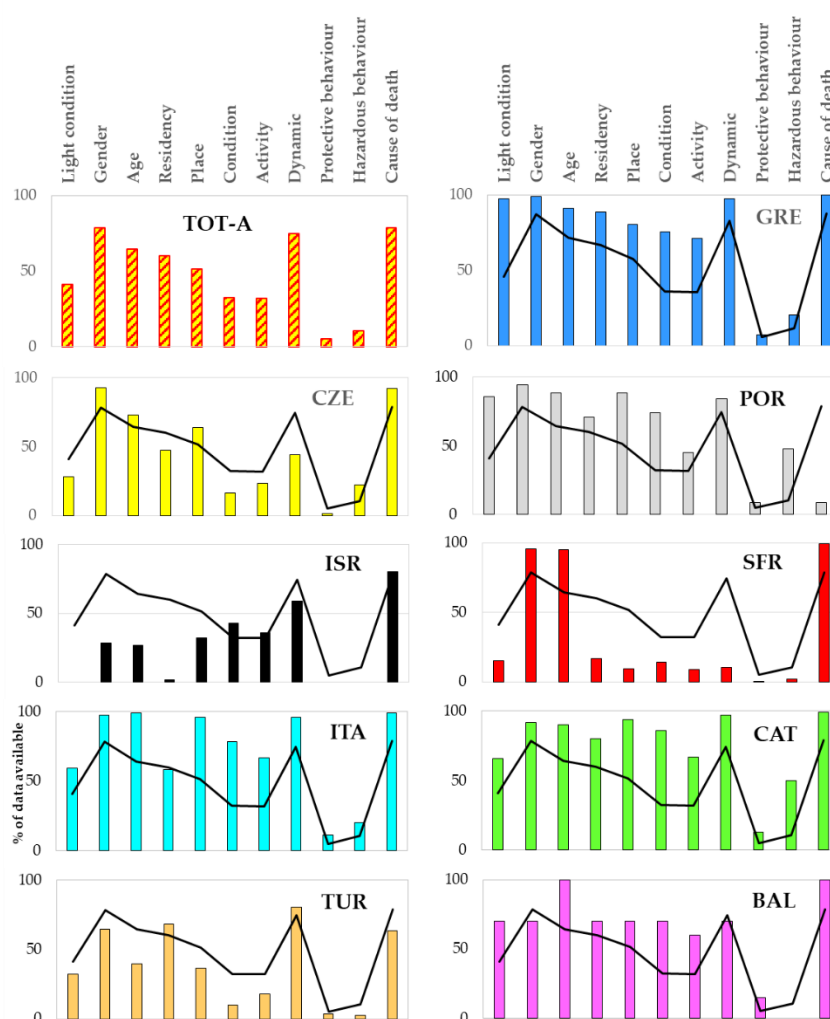 Light condition
Gender
Age
Residency
Place
Condition
Activity
Dynamic
Protective behaviour
Hazardous behaviour
Cause of death
Light condition
Gender
Age
Residency
Place
Condition
Activity
Dynamic
Protective behaviour
Hazardous behaviour
Cause of death
100
TOT-A
50
0
100
GRE
50
0
100
CZE
50
0
100
POR
50
0
100
ISR
50
0
100
SFR
50
0
% of data available
100
ITA
50
0
100
CAT
50
0
100
TUR
50
0
100
BAL
50
0